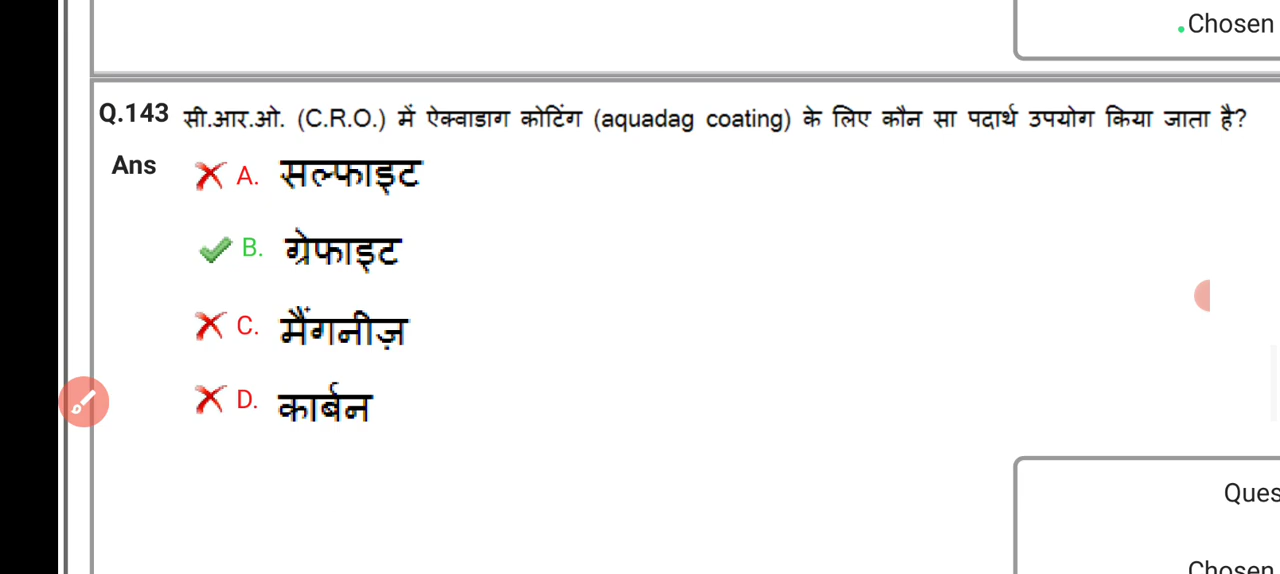 .Chosen
Q.143 सी.आर.ओ. (C.R.O.) में ऐक्वाडाग कोटिंग (aquadag coating) के लिए कौन सा पदार्थ उपयोग किया जाता है?
Ans A. सल्फाइट
B. ग्रेफाइट
C. मैंगनीज़
D. कार्बन
Ques
Chosen